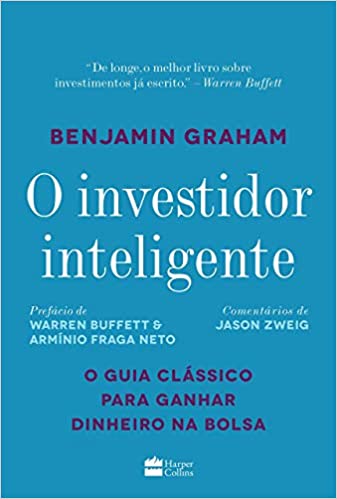 “De longe, o melhor livro sobre
investimentos já escrito.” – Warren Buffett
BENJAMIN GRAHAM
O investidor
inteligente
Prefácio de
WARREN BUFFETT &
ARMÍNIO FRAGA NETO
Comentários de
JASON ZWEIG
O GUIA CLÁSSICO
PARA GANHAR
DINHEIRO NA BOLSA
Harper
Collins